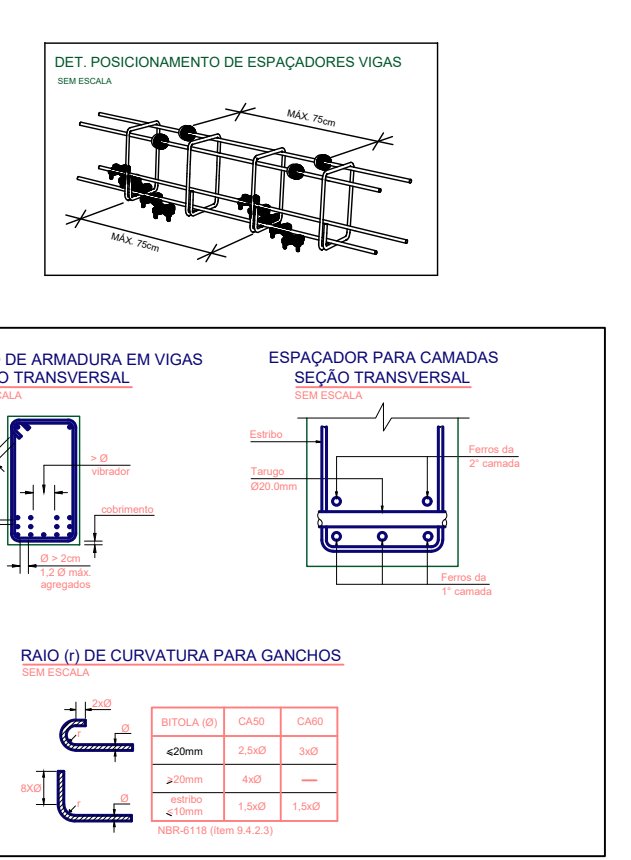 DET. POSICIONAMENTO DE ESPAÇADORES VIGAS
SEM ESCALA
MÁX. 75cm
MÁX. 75cm
DE ARMADURA EM VIGAS
TRANSVERSAL
> Ø
vibrador
cobrimento
Ø > 2cm
1,2 Ø máx.
agregados
ESPAÇADOR PARA CAMADAS
SEÇÃO TRANSVERSAL
SEM ESCALA
Estribo
Ferros da
2° camada
Tarugo
Ø20.0mm
Ferros da
1° camada
RAIO (r) DE CURVATURA PARA GANCHOS
SEM ESCALA
2xØ
Ø
r
8XØ
Ø
r
BITOLA (Ø) CA50 CA60
⩽20mm 2,5xØ 3xØ
≥20mm 4xØ —
estribo
⩽10mm 1,5xØ 1,5xØ
NBR-6118 (ítem 9.4.2.3)